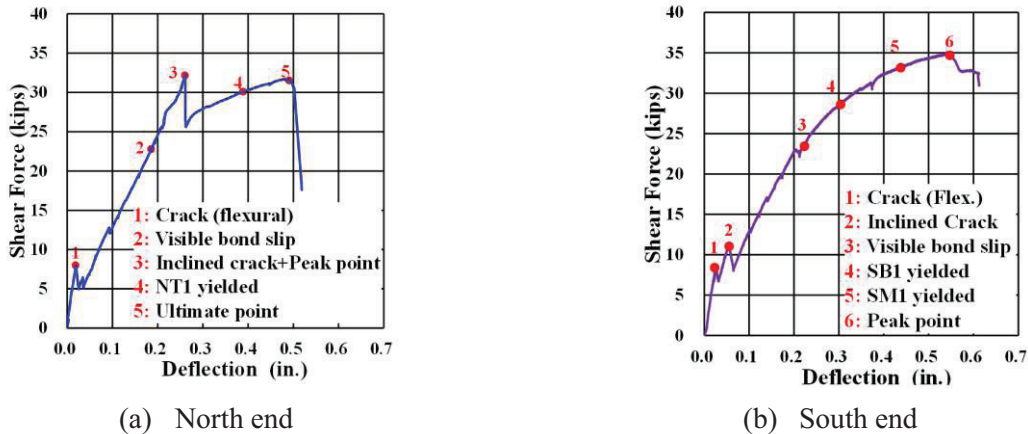 40
35
30
25
20
15
10
5
0
Shear Force (kips)
1
2
3
4
5
1: Crack (flexural)
2: Visible bond slip
3: Inclined crack+Peak point
4: NT1 yielded
5: Ultimate point
0.0 0.1 0.2 0.3 0.4 0.5 0.6 0.7
Deflection (in.)
(a) North end
40
35
30
25
20
15
10
5
0
Shear Force (kips)
1
2
3
4
5
6
1: Crack (Flex.)
2: Inclined Crack
3: Visible bond slip
4: SB1 yielded
5: SM1 yielded
6: Peak point
0.0 0.1 0.2 0.3 0.4 0.5 0.6 0.7
Deflection (in.)
(b) South end